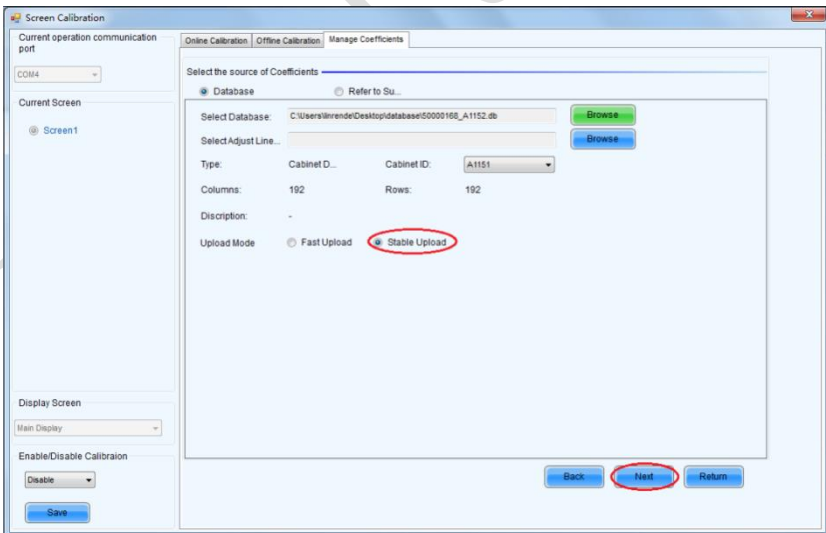 Screen Calibration
Current operation communication port
COM4
Current Screen
Screen1
Display Screen
Main Display
Enable/Disable Calibraion
Disable
Save
Online Calibration Offline Calibration Manage Coefficients
Select the source of Coefficients
Database Refer to Su...
Select Database: C:\Users\linrende\Desktop\database\50000168_A1152.db Browse
Select Adjust Line... Browse
Type: Cabinet D... Cabinet ID: A1151
Columns: 192 Rows: 192
Discription: -
Upload Mode Fast Upload Stable Upload
Back Next Return